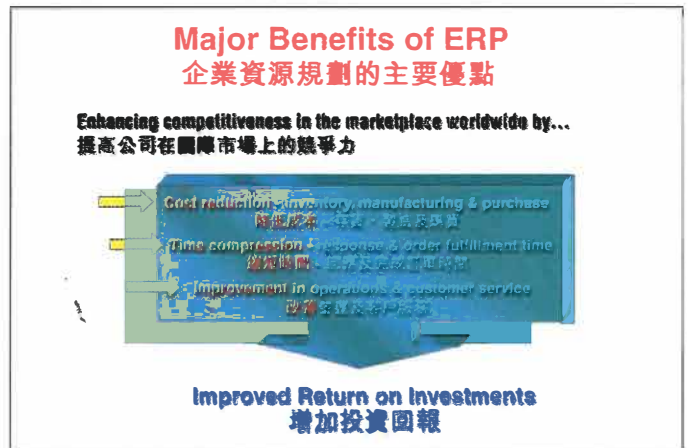 Major Benefits of ERP
企業資源規劃的主要優點
Enhancing competitiveness in the marketplace worldwide by...
提高公司在國際市場上的競爭力
Cost reduction - inventory, manufacturing & purchase
降低成本
Time compression - response & order fulfillment time
縮短時間
Improvement in operations & customer service
改善
Improved Return on Investments
增加投資回報